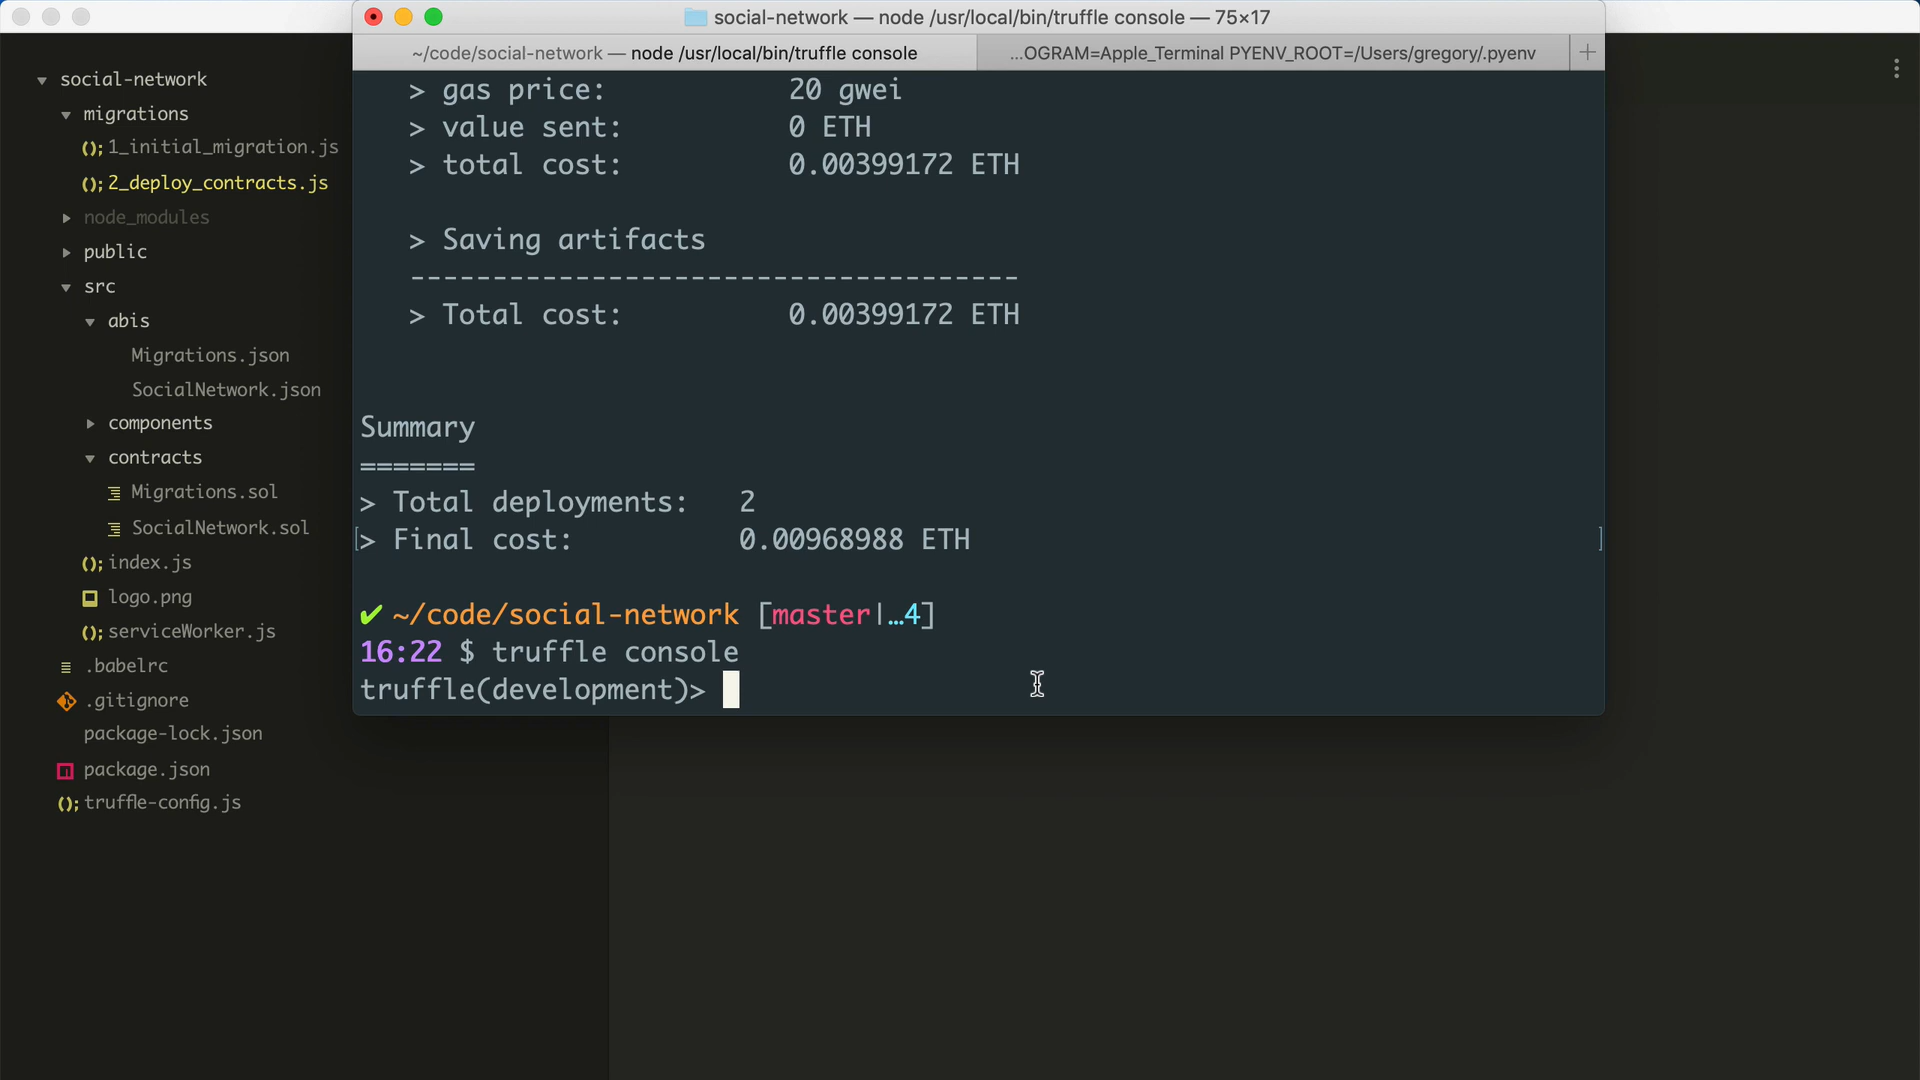 social-network — node /usr/local/bin/truffle console — 75×17
~/code/social-network — node /usr/local/bin/truffle console
...OGRAM=Apple_Terminal PYENV_ROOT=/Users/gregory/.pyenv
social-network
migrations
1_initial_migration.js
2_deploy_contracts.js
node_modules
public
src
abis
Migrations.json
SocialNetwork.json
components
contracts
Migrations.sol
SocialNetwork.sol
index.js
logo.png
serviceWorker.js
.babelrc
.gitignore
package-lock.json
package.json
truffle-config.js
> gas price: 20 gwei
> value sent: 0 ETH
> total cost: 0.00399172 ETH
> Saving artifacts
-------------------------------------
> Total cost: 0.00399172 ETH
Summary
=======
> Total deployments: 2
> Final cost: 0.00968988 ETH
✔ ~/code/social-network [master|…4]
16:22 $ truffle console
truffle(development)>